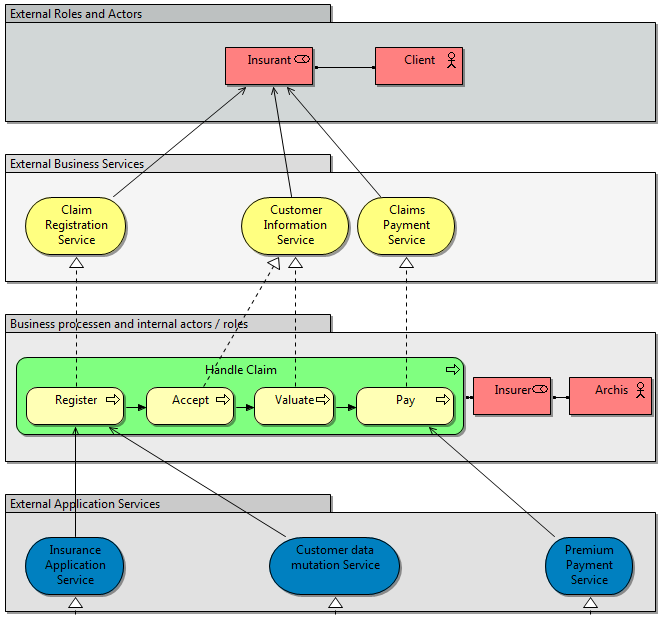 External Roles and Actors
Insurant
Client
External Business Services
Claim
Registration
Service
Customer
Information
Service
Claims
Payment
Service
Business processen and internal actors / roles
Handle Claim
Register
Accept
Valuate
Pay
Insurer
Archis
External Application Services
Insurance
Application
Service
Customer data
mutation Service
Premium
Payment
Service